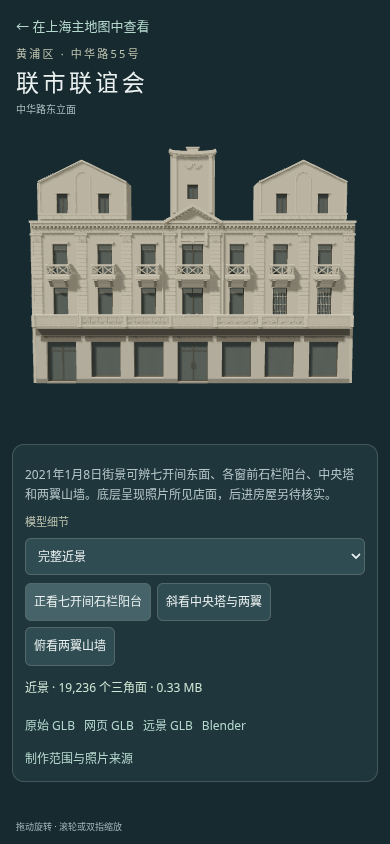 ← 在上海主地图中查看
黄浦区 · 中华路55号
联市联谊会
中华路东立面
2021年1月8日街景可辨七开间东面、各窗前石栏阳台、中央塔
和两翼山墙。底层呈现照片所见店面，后进房屋另待核实。
模型细节
完整近景
正看七开间石栏阳台 斜看中央塔与两翼
俯看两翼山墙
近景 · 19,236 个三角面 · 0.33 MB
原始 GLB 网页 GLB 远景 GLB Blender
制作范围与照片来源
拖动旋转 · 滚轮或双指缩放